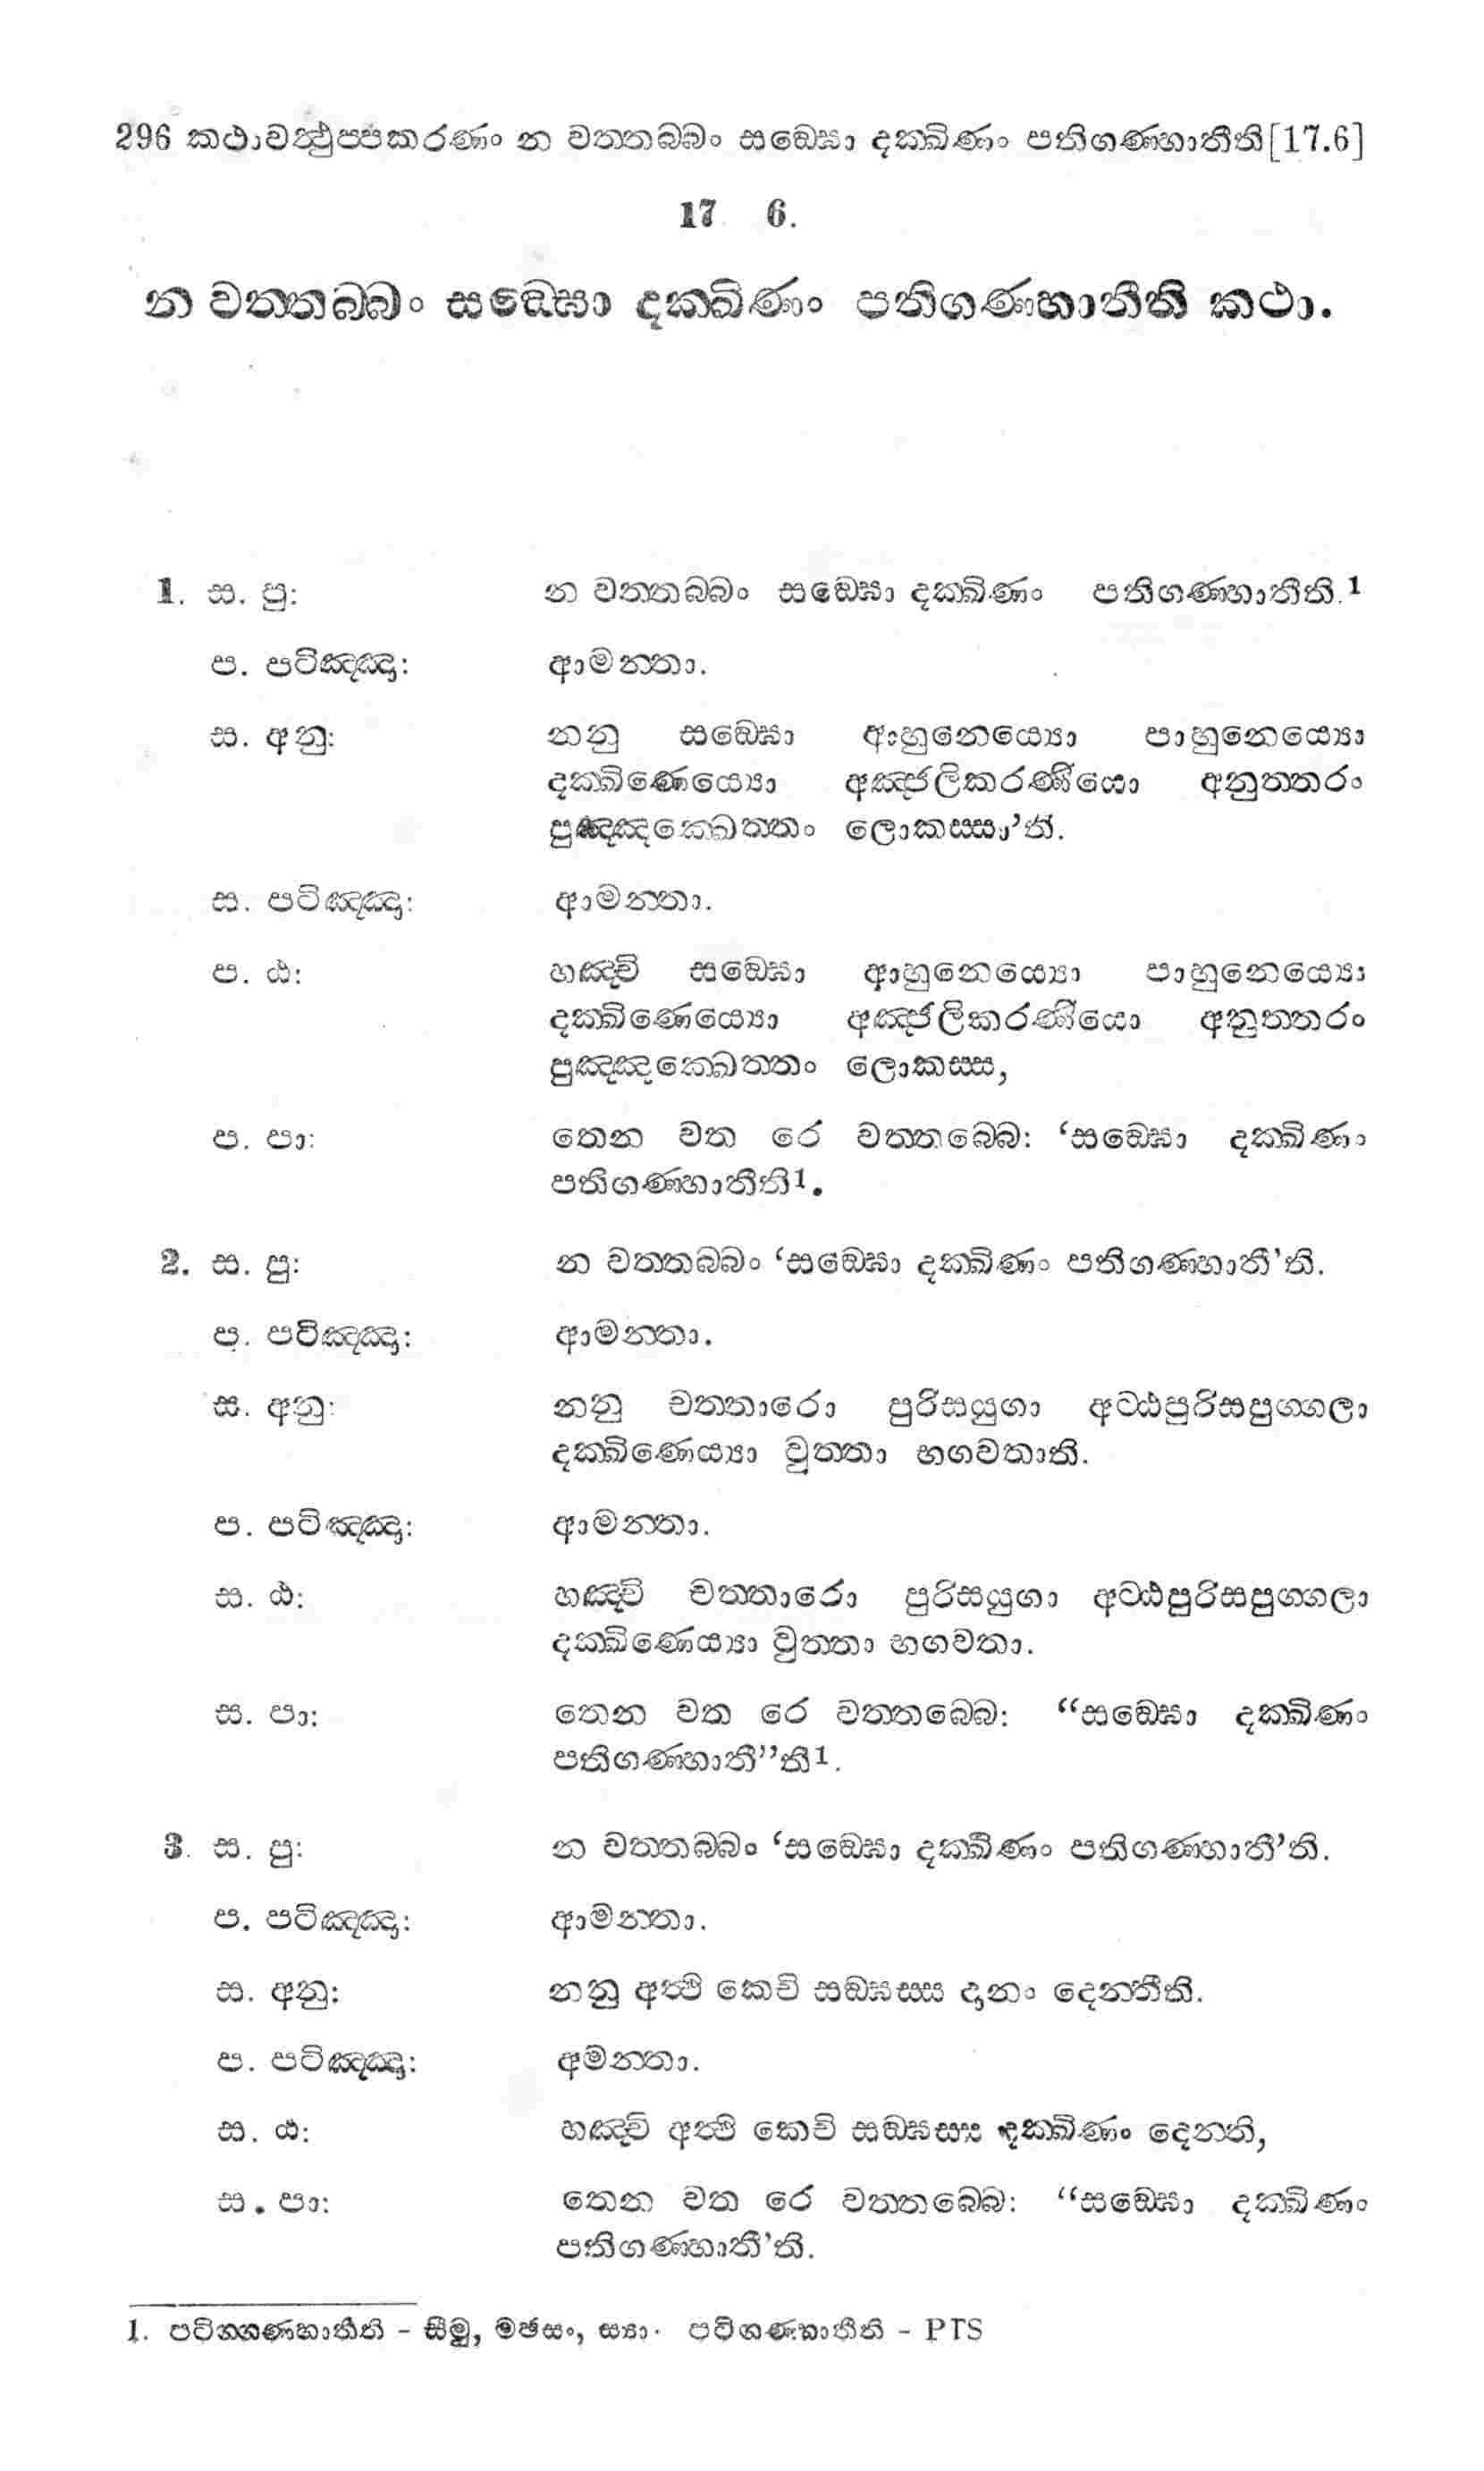 296 කථාවත්‍ථුප්පකරණං න වත්තබ්බං සඞ්ඝො දක්ඛිණං පතිගණ්හාතීති[17.6]
17 6.
න වත්තබ්බං සඞ්ඝො දක්ඛිණං පතිගණ්හාතීති කථා.
1. ස. පු: න වත්තබ්බං සඞ්ඝො දක්ඛිණං පතිගණ්හාතීති.1
ප. පටිඤ්ඤා: ආමන්තා.
ස. අනු: නනු සඞ්ඝො ආහුනෙය්‍යො පාහුනෙය්‍යො
දක්ඛිණෙය්‍යො අඤ්ජලිකරණීයො අනුත්තරං
පුඤ්ඤක්ඛෙත්තං ලොකස්සා’ති.
ස. පටිඤ්ඤා: ආමන්තා.
ප. ඨ: හඤ්චි සඞ්ඝො ආහුනෙය්‍යො පාහුනෙය්‍යො
දක්ඛිණෙය්‍යො අඤ්ජලිකරණීයො අනුත්තරං
පුඤ්ඤක්ඛෙත්තං ලොකස්ස,
ප. පා: තෙන වත රෙ වත්තබ්බෙ: ‘සඞ්ඝො දක්ඛිණා
පතිගණ්හාතීති1.
2. ස. පු: න වත්තබ්බං ‘සඞ්ඝො දක්ඛිණං පතිගණ්හාතී’ති.
ප. පටිඤ්ඤා: ආමන්තා.
ස. අනු: නනු චත්තාරො පුරිසයුගා අට්ඨපුරිසපුග්ගලා
දක්ඛිණෙය්‍යා වුත්තා භගවතාති.
ප. පටිඤ්ඤා: ආමන්තා.
ස. ඨ: හඤ්චි චත්තාරො පුරිසයුගා අට්ඨපුරිසපුග්ගලා
දක්ඛිණෙය්‍යා වුත්තා භගවතා.
ස. පා: තෙන වත රෙ වත්තබ්බෙ: “සඞ්ඝො දක්ඛිණං
පතිගණ්හාතී”ති1.
3. ස. පු: න වත්තබ්බං ‘සඞ්ඝො දක්ඛිණං පතිගණ්හාතී’ති.
ප. පටිඤ්ඤා: ආමන්තා.
ස. අනු: නනු අත්‍ථි කෙචි සඞ්ඝස්ස දානං දෙන්තීති.
ප. පටිඤ්ඤා: අමන්තා.
ස. ඨ: හඤ්චි අත්‍ථි කෙචි සඞ්ඝස්ස දක්ඛිණං දෙන්ති,
ස. පා: තෙන වත රෙ වත්තබ්බෙ: “සඞ්ඝො දක්ඛිණං
පතිගණ්හාතී’ති.
1. පටිග්ගණ්හාතීති - සීමු, මඡසං, ස්‍යා. පටිගණ්හාතීති - PTS